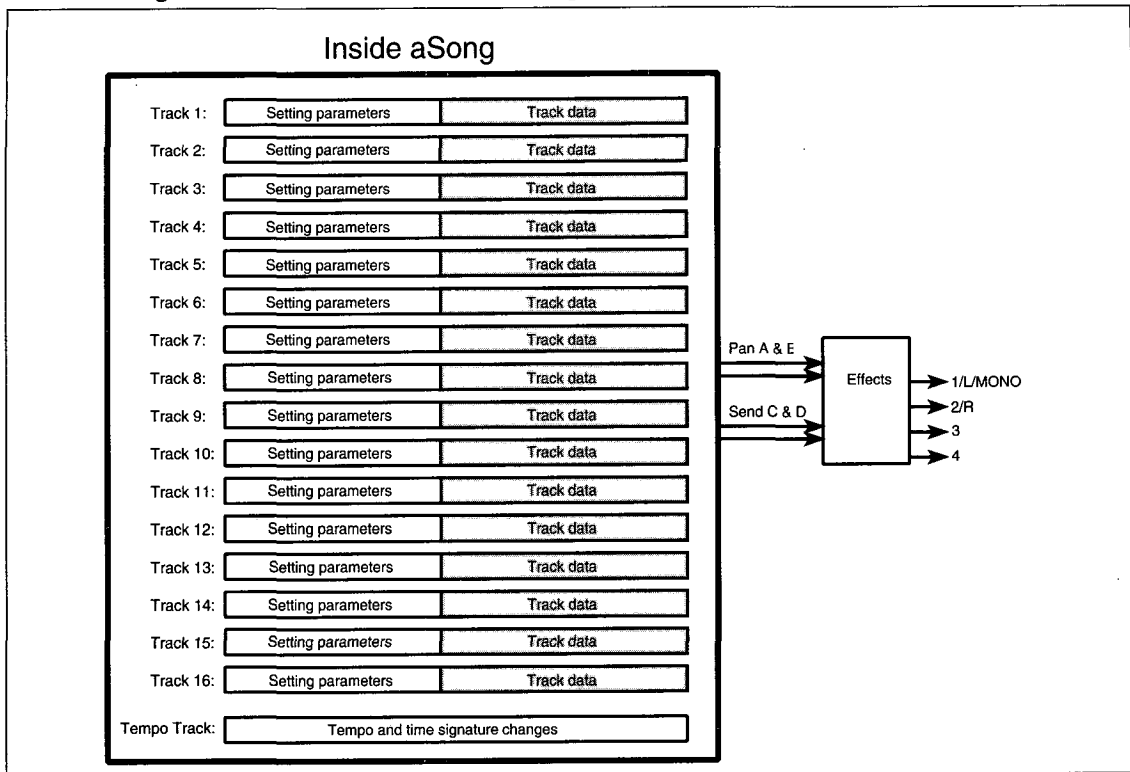 Inside aSong
Track 1: Setting parameters Track data
Track 2: Setting parameters Track data
Track 3: Setting parameters Track data
Track 4: Setting parameters Track data
Track 5: Setting parameters Track data
Track 6: Setting parameters Track data
Track 7: Setting parameters Track data
Track 8: Setting parameters Track data
Track 9: Setting parameters Track data
Track 10: Setting parameters Track data
Track 11: Setting parameters Track data
Track 12: Setting parameters Track data
Track 13: Setting parameters Track data
Track 14: Setting parameters Track data
Track 15: Setting parameters Track data
Track 16: Setting parameters Track data
Tempo Track: Tempo and time signature changes
Pan A & E
Send C & D
Effects
1/L/MONO
2/R
3
4